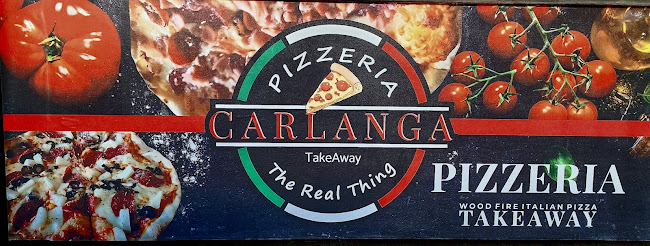 PIZZERIA
CARLANGA
TakeAway
The Real Thing
PIZZERIA
WOOD FIRE ITALIAN PIZZA
TAKEAWAY